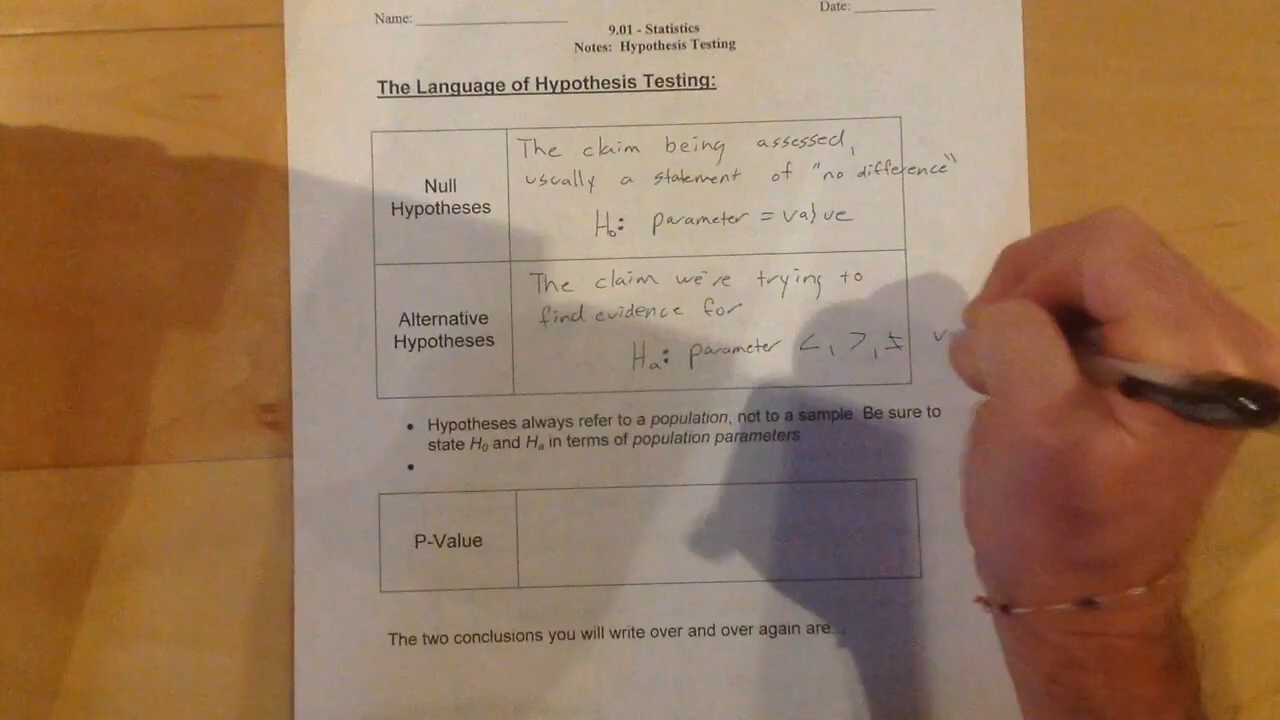 Name: ____________ Date: ____________
9.01 - Statistics
Notes: Hypothesis Testing
The Language of Hypothesis Testing:
Null
Hypotheses
The claim being assessed,
usually a statement of "no difference"
H₀: parameter = value
Alternative
Hypotheses
The claim we're trying to
find evidence for
Hₐ: parameter <, >, ≠ v
• Hypotheses always refer to a population, not to a sample. Be sure to
state H₀ and Hₐ in terms of population parameters
•
P-Value
The two conclusions you will write over and over again are...